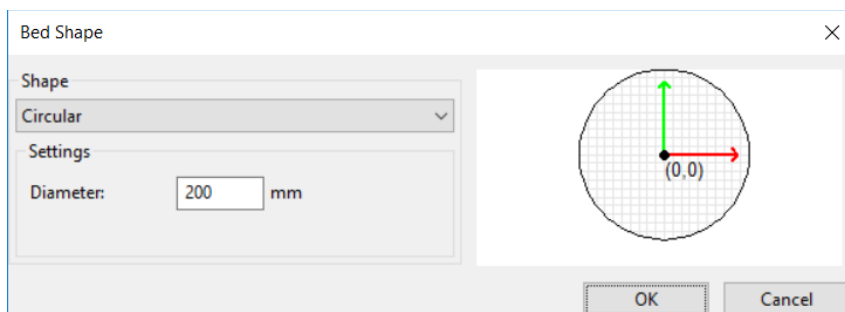 Bed Shape
Shape
Circular
Settings
Diameter: 200 mm
(0,0)
OK
Cancel